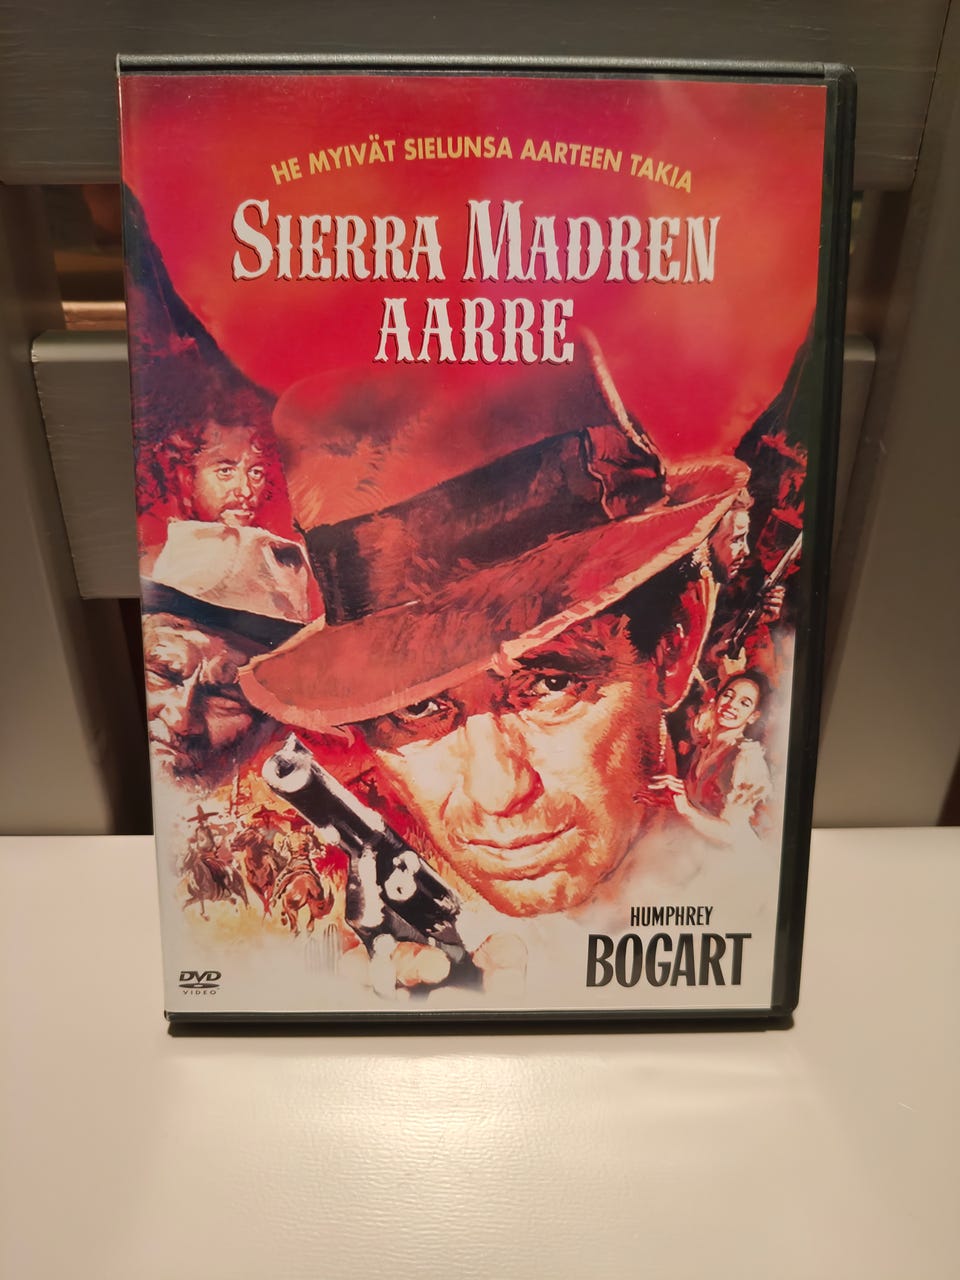 HE MYIVÄT SIELUNSA AARTEEN TAKIA
SIERRA MADREN
AARRE
HUMPHREY
BOGART
DVD
VIDEO